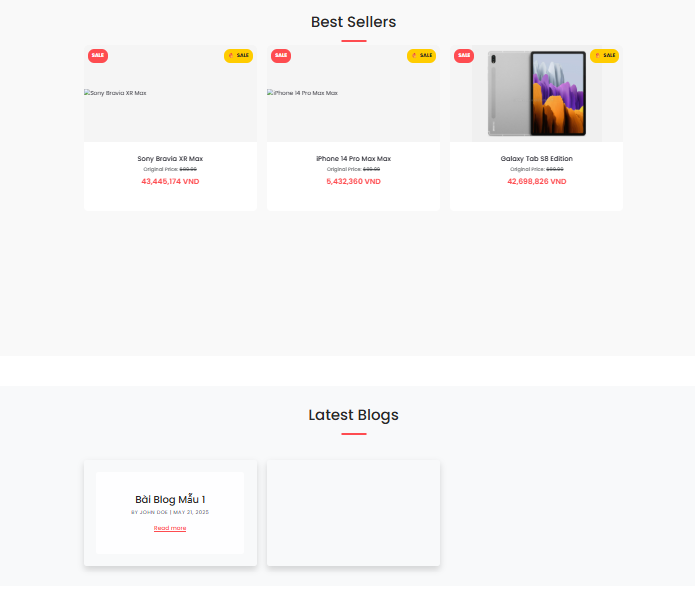 Best Sellers
SALE
SALE
SALE
SALE
SALE
SALE
Sony Bravia XR Max
iPhone 14 Pro Max Max
Sony Bravia XR Max
Original Price: $99.99
43,445,174 VND
iPhone 14 Pro Max Max
Original Price: $99.99
5,432,360 VND
Galaxy Tab S8 Edition
Original Price: $99.99
42,698,826 VND
Latest Blogs
Bài Blog Mẫu 1
BY JOHN DOE | MAY 21, 2025
Read more